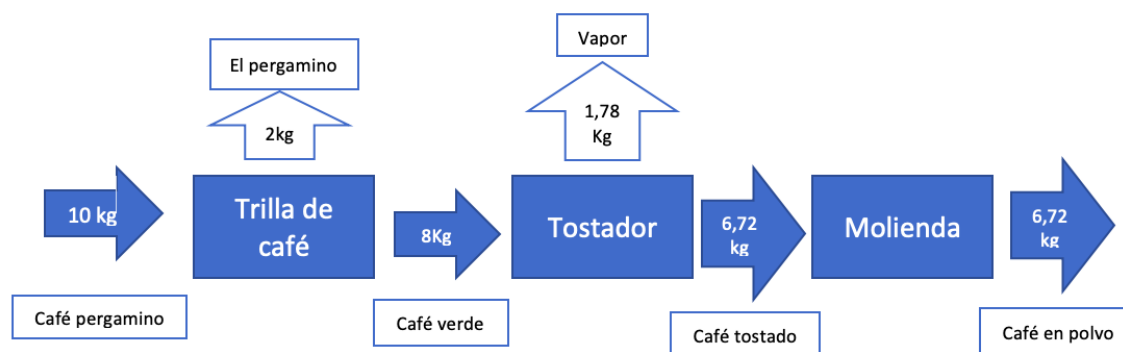 Vapor
El pergamino
1,78
Kg
2kg
10 kg
Trilla de
café
8Kg
Tostador
6,72
kg
Molienda
6,72
kg
Café pergamino
Café verde
Café tostado
Café en polvo